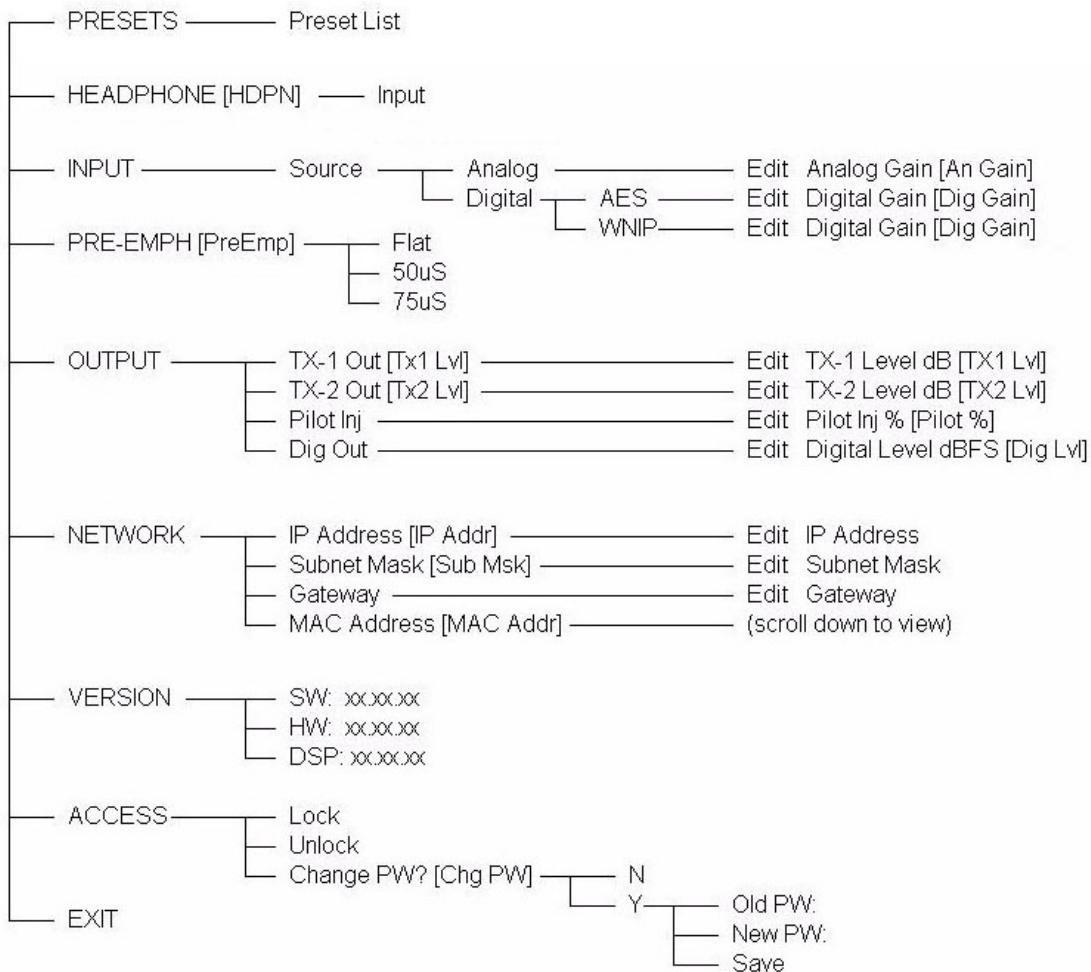 PRESETS Preset List
HEADPHONE [HDPN] Input
INPUT Source Analog Edit Analog Gain [An Gain]
Digital AES Edit Digital Gain [Dig Gain]
WNIP Edit Digital Gain [Dig Gain]
PRE-EMPH [PreEmp] Flat
50uS
75uS
OUTPUT TX-1 Out [Tx1 Lvl] Edit TX-1 Level dB [TX1 Lvl]
TX-2 Out [Tx2 Lvl] Edit TX-2 Level dB [TX2 Lvl]
Pilot Inj Edit Pilot Inj % [Pilot %]
Dig Out Edit Digital Level dBFS [Dig Lvl]
NETWORK IP Address [IP Addr] Edit IP Address
Subnet Mask [Sub Msk] Edit Subnet Mask
Gateway Edit Gateway
MAC Address [MAC Addr] (scroll down to view)
VERSION SW: xx.xx.xx
HW: xx.xx.xx
DSP: xx.xx.xx
ACCESS Lock
Unlock
Change PW? [Chg PW] N
Y Old PW:
EXIT New PW:
Save